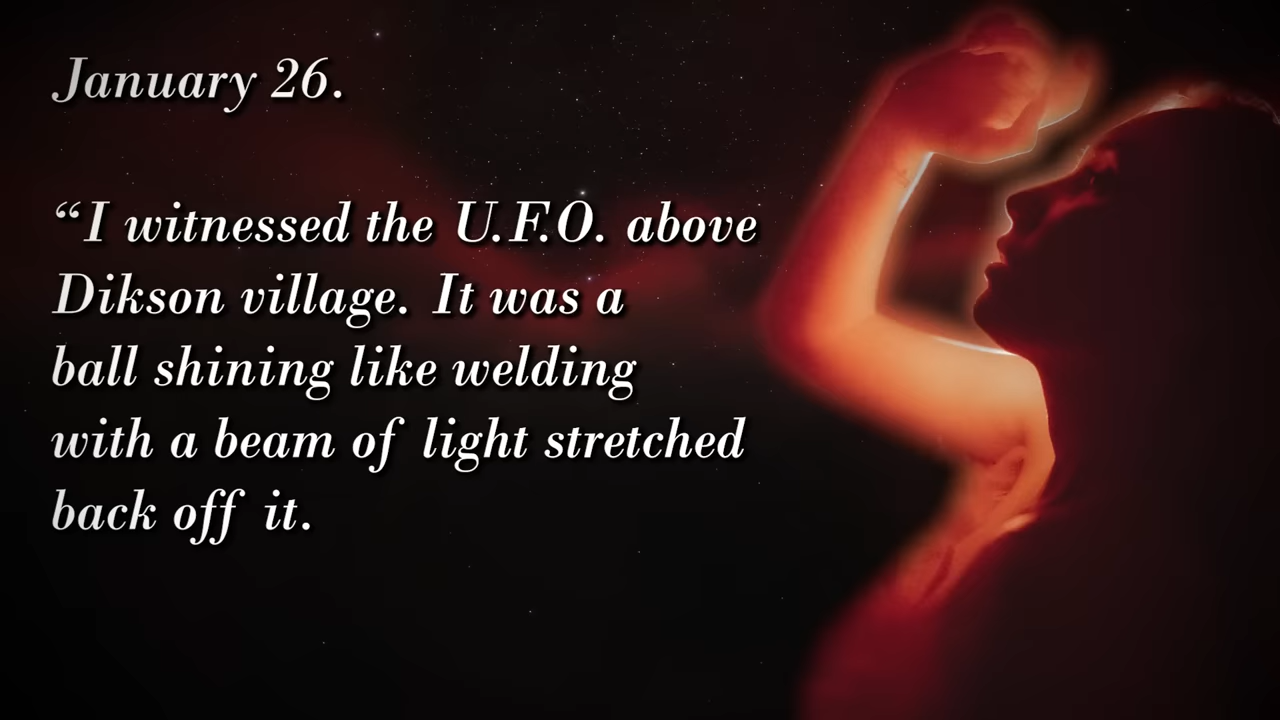 January 26.
“I witnessed the U.F.O. above
Dikson village. It was a
ball shining like welding
with a beam of light stretched
back off it.